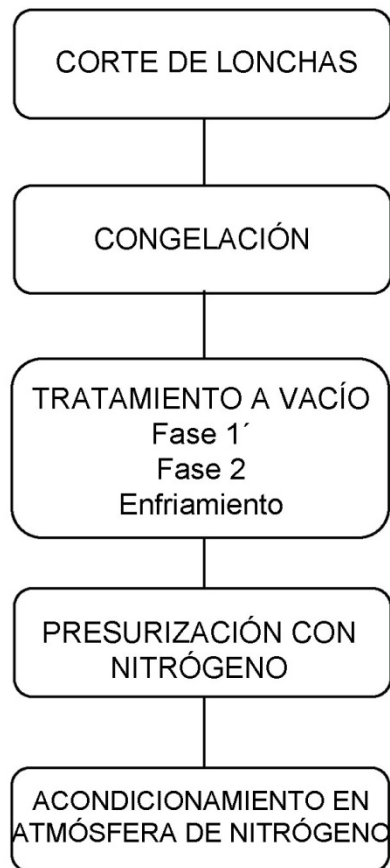 CORTE DE LONCHAS
CONGELACIÓN
TRATAMIENTO A VACÍO
Fase 1´
Fase 2
Enfriamiento
PRESURIZACIÓN CON
NITRÓGENO
ACONDICIONAMIENTO EN
ATMÓSFERA DE NITRÓGENO